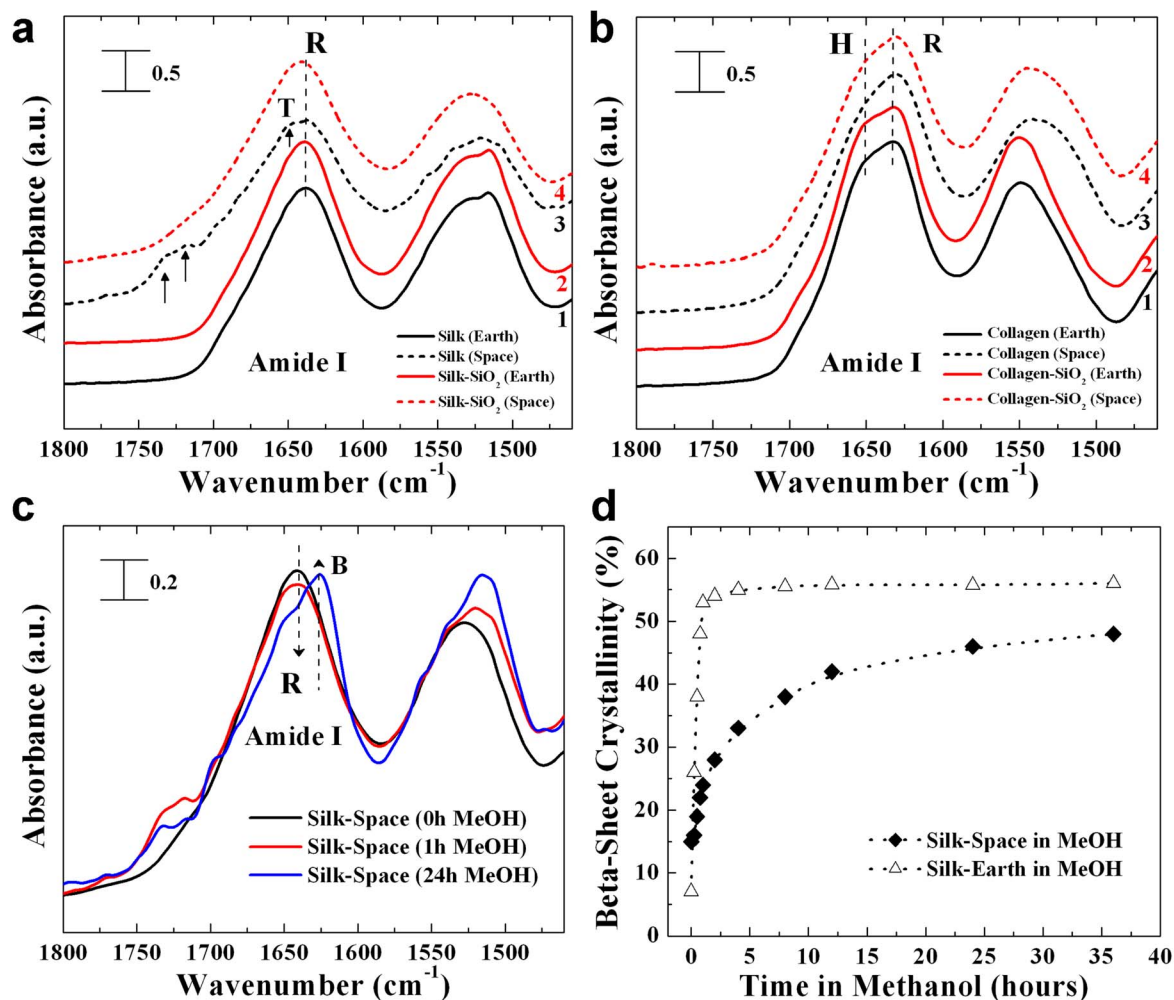 a
0.5
R
T
4
3
2
1
Silk (Earth)
Silk (Space)
Silk-SiO₂ (Earth)
Silk-SiO₂ (Space)
Amide I
Absorbance (a.u.)
1800 1750 1700 1650 1600 1550 1500
Wavenumber (cm⁻¹)
b
0.5
H R
4
3
2
1
Collagen (Earth)
Collagen (Space)
Collagen-SiO₂ (Earth)
Collagen-SiO₂ (Space)
Amide I
Absorbance (a.u.)
1800 1750 1700 1650 1600 1550 1500
Wavenumber (cm⁻¹)
c
0.2
B
R
Amide I
Silk-Space (0h MeOH)
Silk-Space (1h MeOH)
Silk-Space (24h MeOH)
Absorbance (a.u.)
1800 1750 1700 1650 1600 1550 1500
Wavenumber (cm⁻¹)
d
Beta-Sheet Crystallinity (%)
60
50
40
30
20
10
0
Silk-Space in MeOH
Silk-Earth in MeOH
0 5 10 15 20 25 30 35 40
Time in Methanol (hours)